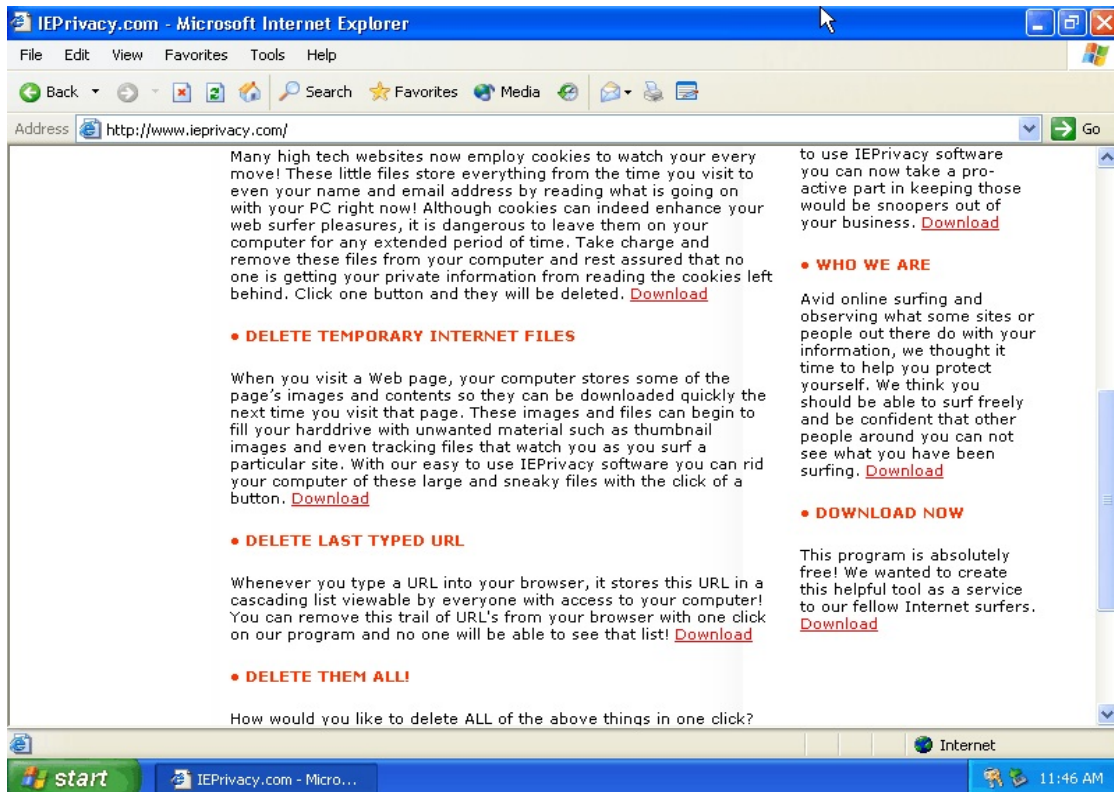 IEPrivacy.com - Microsoft Internet Explorer
File Edit View Favorites Tools Help
Back Search Favorites Media
Address http://www.ieprivacy.com/ Go
Many high tech websites now employ cookies to watch your every
move! These little files store everything from the time you visit to
even your name and email address by reading what is going on
with your PC right now! Although cookies can indeed enhance your
web surfer pleasures, it is dangerous to leave them on your
computer for any extended period of time. Take charge and
remove these files from your computer and rest assured that no
one is getting your private information from reading the cookies left
behind. Click one button and they will be deleted. Download
• DELETE TEMPORARY INTERNET FILES
When you visit a Web page, your computer stores some of the
page's images and contents so they can be downloaded quickly the
next time you visit that page. These images and files can begin to
fill your harddrive with unwanted material such as thumbnail
images and even tracking files that watch you as you surf a
particular site. With our easy to use IEPrivacy software you can rid
your computer of these large and sneaky files with the click of a
button. Download
• DELETE LAST TYPED URL
Whenever you type a URL into your browser, it stores this URL in a
cascading list viewable by everyone with access to your computer!
You can remove this trail of URL's from your browser with one click
on our program and no one will be able to see that list! Download
• DELETE THEM ALL!
How would you like to delete ALL of the above things in one click?
to use IEPrivacy software
you can now take a pro-
active part in keeping those
would be snoopers out of
your business. Download
• WHO WE ARE
Avid online surfing and
observing what some sites or
people out there do with your
information, we thought it
time to help you protect
yourself. We think you
should be able to surf freely
and be confident that other
people around you can not
see what you have been
surfing. Download
• DOWNLOAD NOW
This program is absolutely
free! We wanted to create
this helpful tool as a service
to our fellow Internet surfers.
Download
Internet
start IEPrivacy.com - Micro... 11:46 AM